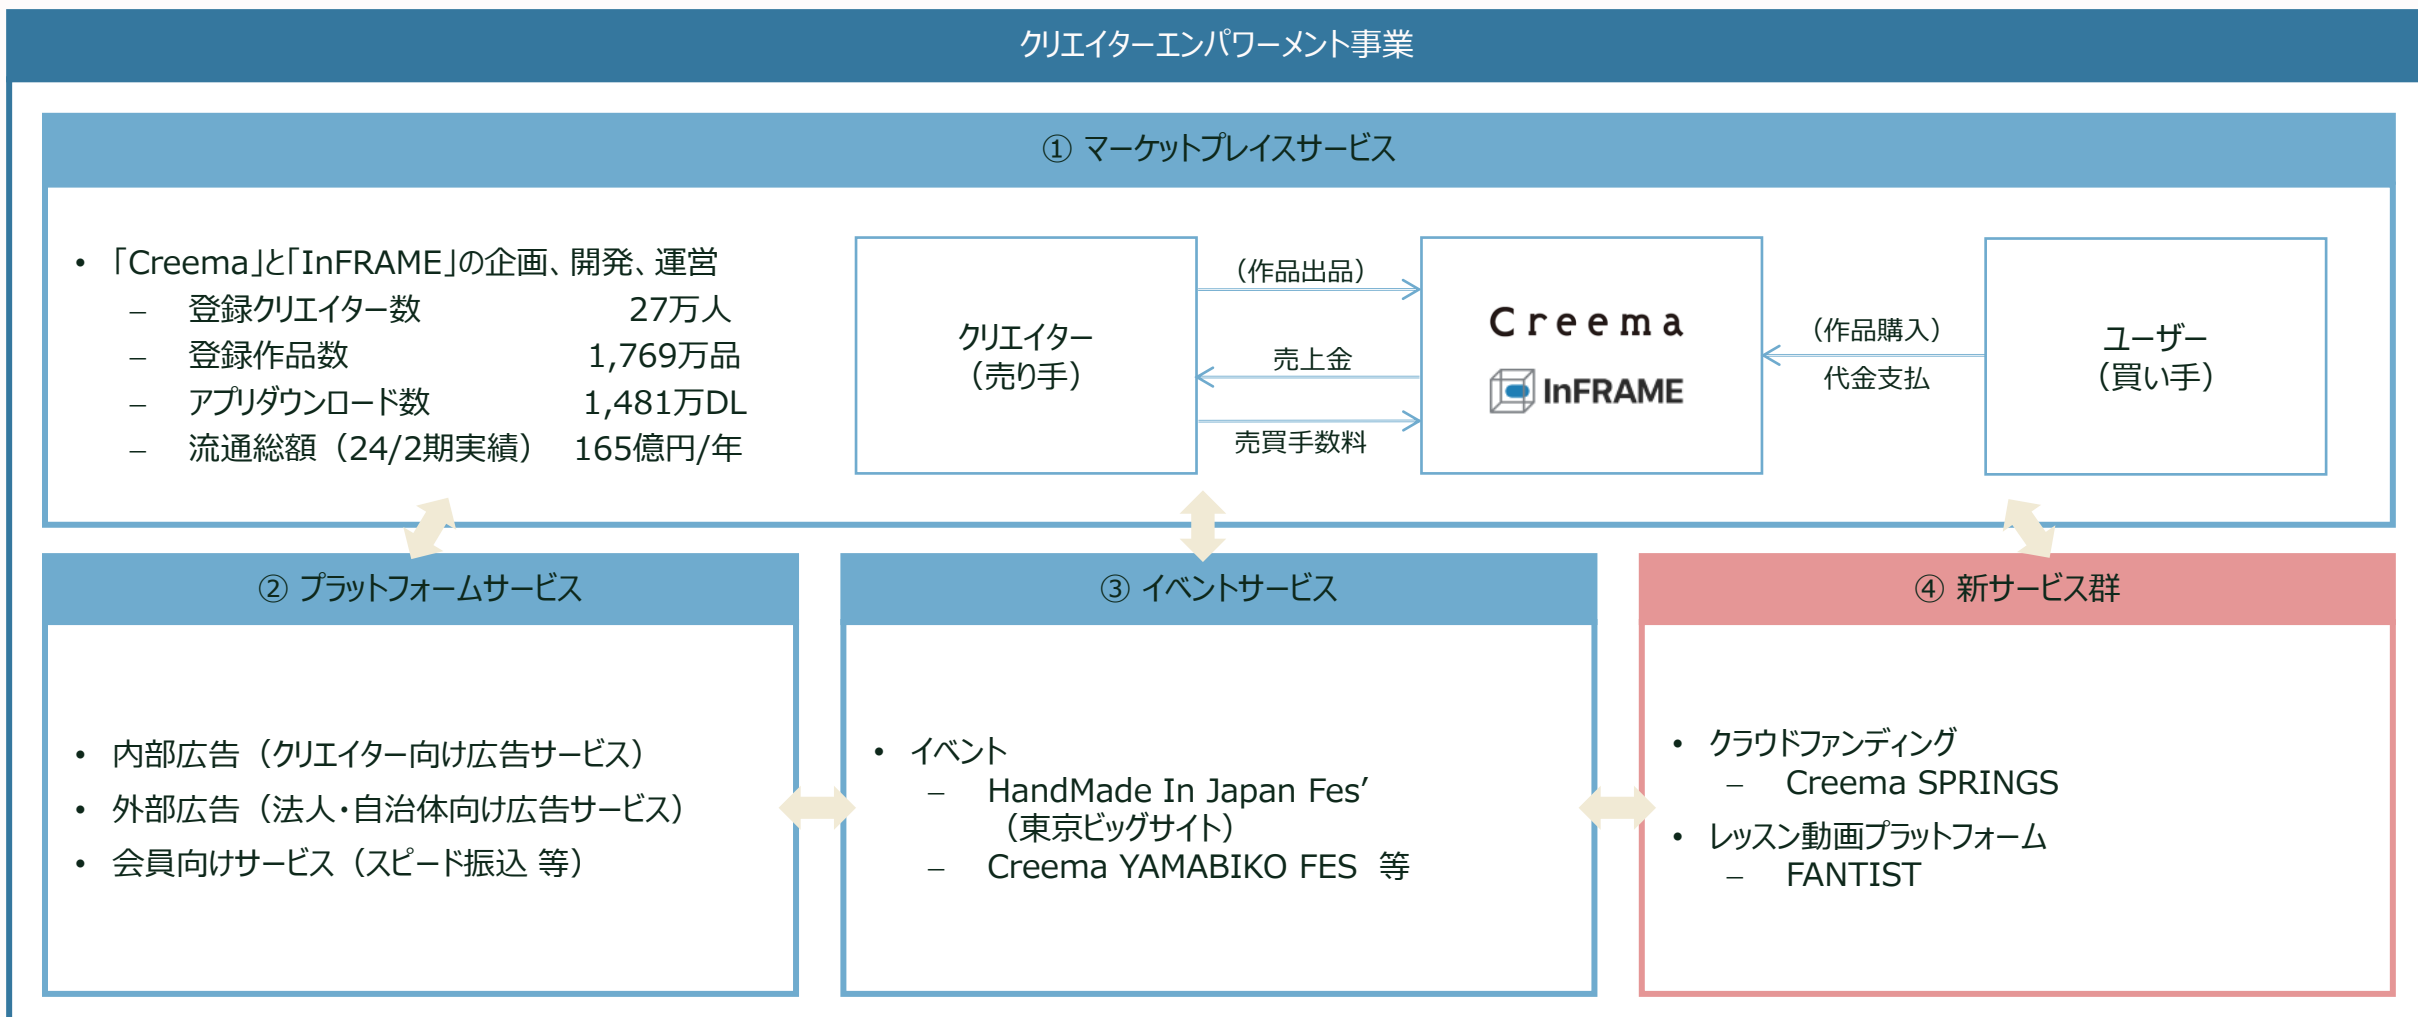 クリエイターエンパワーメント事業
① マーケットプレイスサービス
• 「Creema」と「InFRAME」の企画、開発、運営
– 登録クリエイター数 27万人
– 登録作品数 1,769万品
– アプリダウンロード数 1,481万DL
– 流通総額（24/2期実績） 165億円/年
クリエイター
（売り手）
（作品出品）
売上金
売買手数料
Creema
InFRAME
（作品購入）
代金支払
ユーザー
（買い手）
② プラットフォームサービス
• 内部広告（クリエイター向け広告サービス）
• 外部広告（法人・自治体向け広告サービス）
• 会員向けサービス（スピード振込 等）
③ イベントサービス
• イベント
– HandMade In Japan Fes’
（東京ビッグサイト）
– Creema YAMABIKO FES 等
④ 新サービス群
• クラウドファンディング
– Creema SPRINGS
• レッスン動画プラットフォーム
– FANTIST